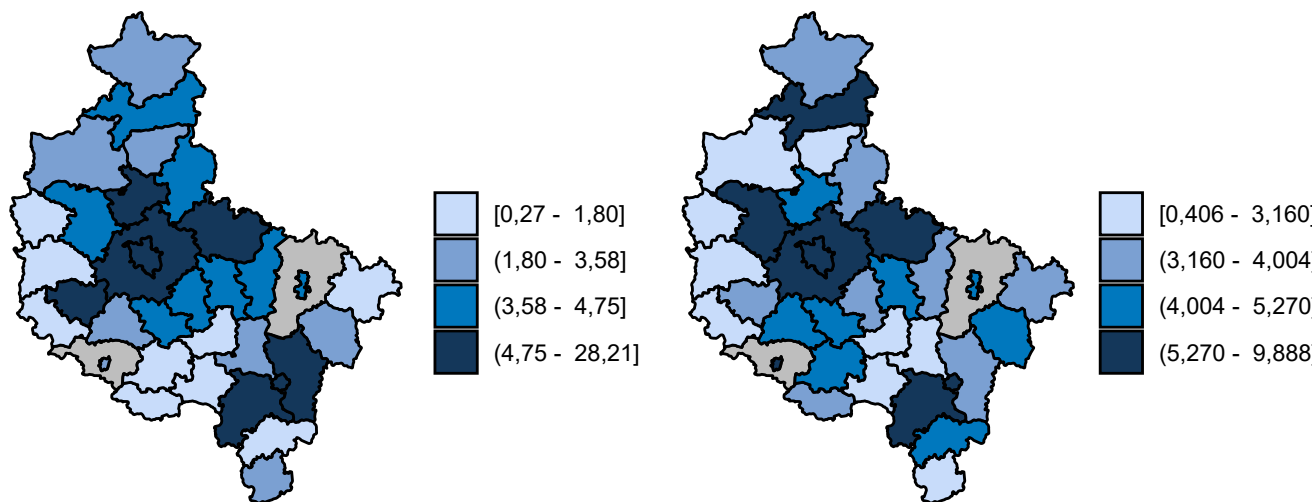 [0,27 - 1,80]
(1,80 - 3,58]
(3,58 - 4,75]
(4,75 - 28,21]
[0,406 - 3,160]
(3,160 - 4,004]
(4,004 - 5,270]
(5,270 - 9,888]